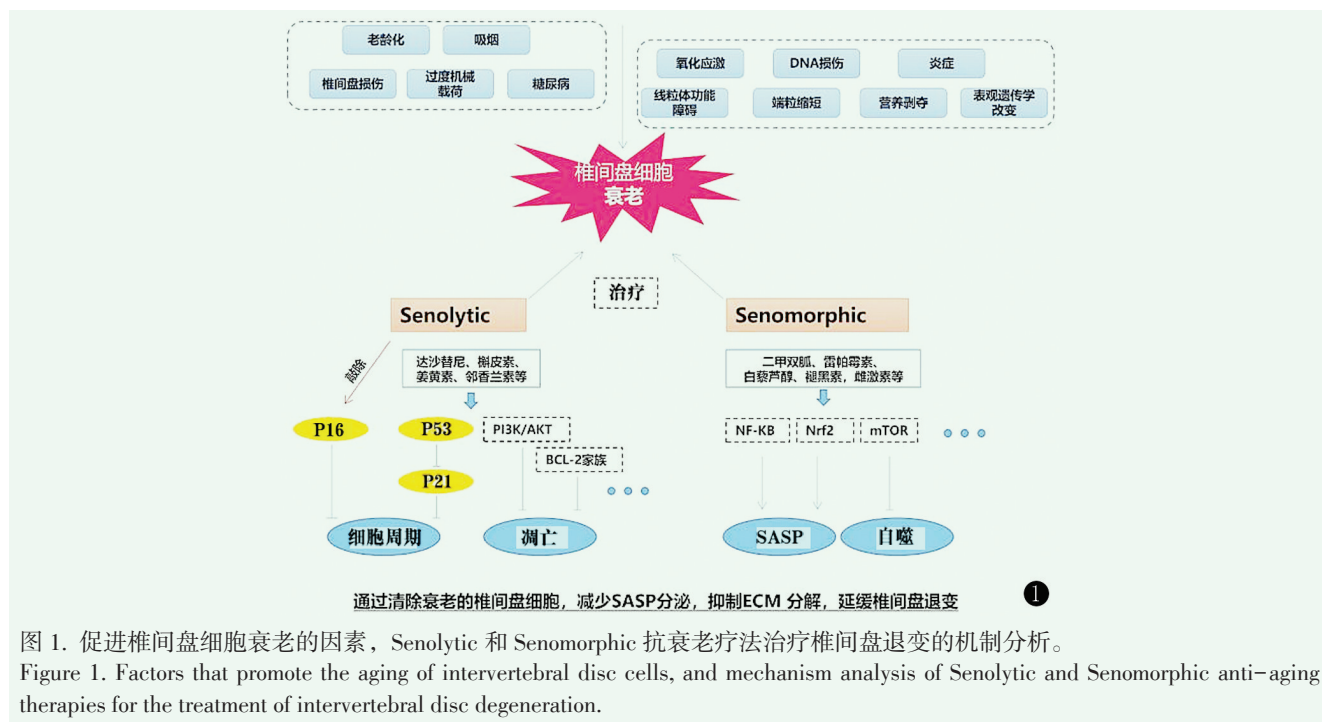 老龄化
吸烟
椎间盘损伤
过度机械
载荷
糖尿病
氧化应激
DNA损伤
炎症
线粒体功能
障碍
端粒缩短
营养剥夺
表观遗传学
改变
椎间盘细胞
衰老
治疗
Senolytic
Senomorphic
敲除
达沙替尼、槲皮素、
姜黄素、邻香兰素等
二甲双胍、雷帕霉素、
白藜芦醇、褪黑素，雌激素等
P16
P53
PI3K/AKT
BCL-2家族
P21
NF-KB
Nrf2
mTOR
细胞周期
凋亡
SASP
自噬
通过清除衰老的椎间盘细胞，减少SASP分泌，抑制ECM 分解，延缓椎间盘退变
1
图 1. 促进椎间盘细胞衰老的因素，Senolytic 和 Senomorphic 抗衰老疗法治疗椎间盘退变的机制分析。
Figure 1. Factors that promote the aging of intervertebral disc cells, and mechanism analysis of Senolytic and Senomorphic anti-aging
therapies for the treatment of intervertebral disc degeneration.